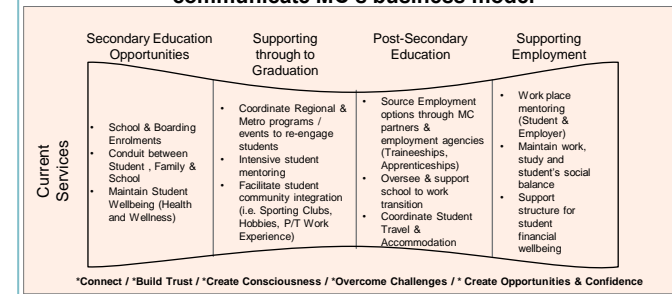 communicate MC's business model
Secondary Education
Opportunities
Supporting
through to
Graduation
Post-Secondary
Education
Supporting
Employment
Current
Services
• School & Boarding
Enrolments
• Conduit between
Student , Family &
School
• Maintain Student
Wellbeing (Health
and Wellness)
• Coordinate Regional &
Metro programs /
events to re-engage
students
• Intensive student
mentoring
• Facilitate student
community integration
(i.e. Sporting Clubs,
Hobbies, P/T Work
Experience)
• Source Employment
options through MC
partners &
employment agencies
(Traineeships,
Apprenticeships)
• Oversee & support
school to work
transition
• Coordinate Student
Travel &
Accommodation
• Work place
mentoring
(Student &
Employer)
• Maintain work,
study and
student's social
balance
• Support
structure for
student
financial
wellbeing
*Connect / *Build Trust / *Create Consciousness / *Overcome Challenges / * Create Opportunities & Confidence